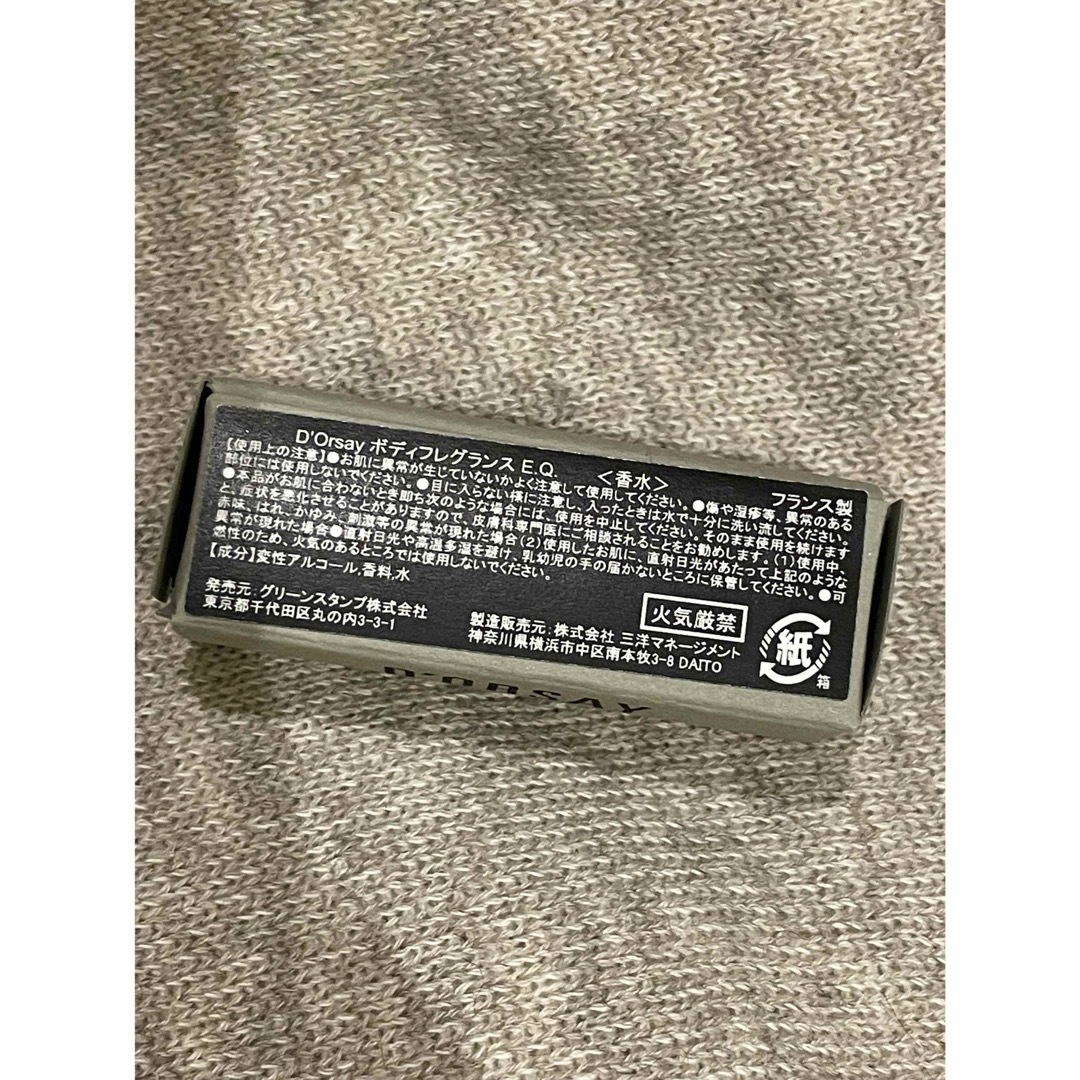 D'Orsay ボディフレグランス E.Q. <香水> フランス製
【使用上の注意】●お肌に異常が生じていないかよく注意して使用してください。●傷や湿疹等、異常のある
部位には使用しないでください。●目に入らない様に注意し、入ったときは水で十分に洗い流してください。
●本品がお肌に合わないとき即ち次のような場合には、使用を中止してください。そのまま使用を続けます
と、症状を悪化させることがありますので、皮膚科専門医にご相談されることをお勧めします。(1)使用中、
赤味、はれ、かゆみ、刺激等の異常が現れた場合(2)使用したお肌に、直射日光があたって上記のような
異常が現れた場合●直射日光や高温多湿を避け、乳幼児の手の届かないところに保管してください。●可
燃性のため、火気のあるところでは使用しないでください。
【成分】変性アルコール,香料,水
発売元:グリーンスタンプ株式会社
東京都千代田区丸の内3-3-1
火気厳禁
製造販売元:株式会社 三洋マネージメント
神奈川県横浜市中区南本牧3-8 DAITO
紙
箱
D'ORSAY